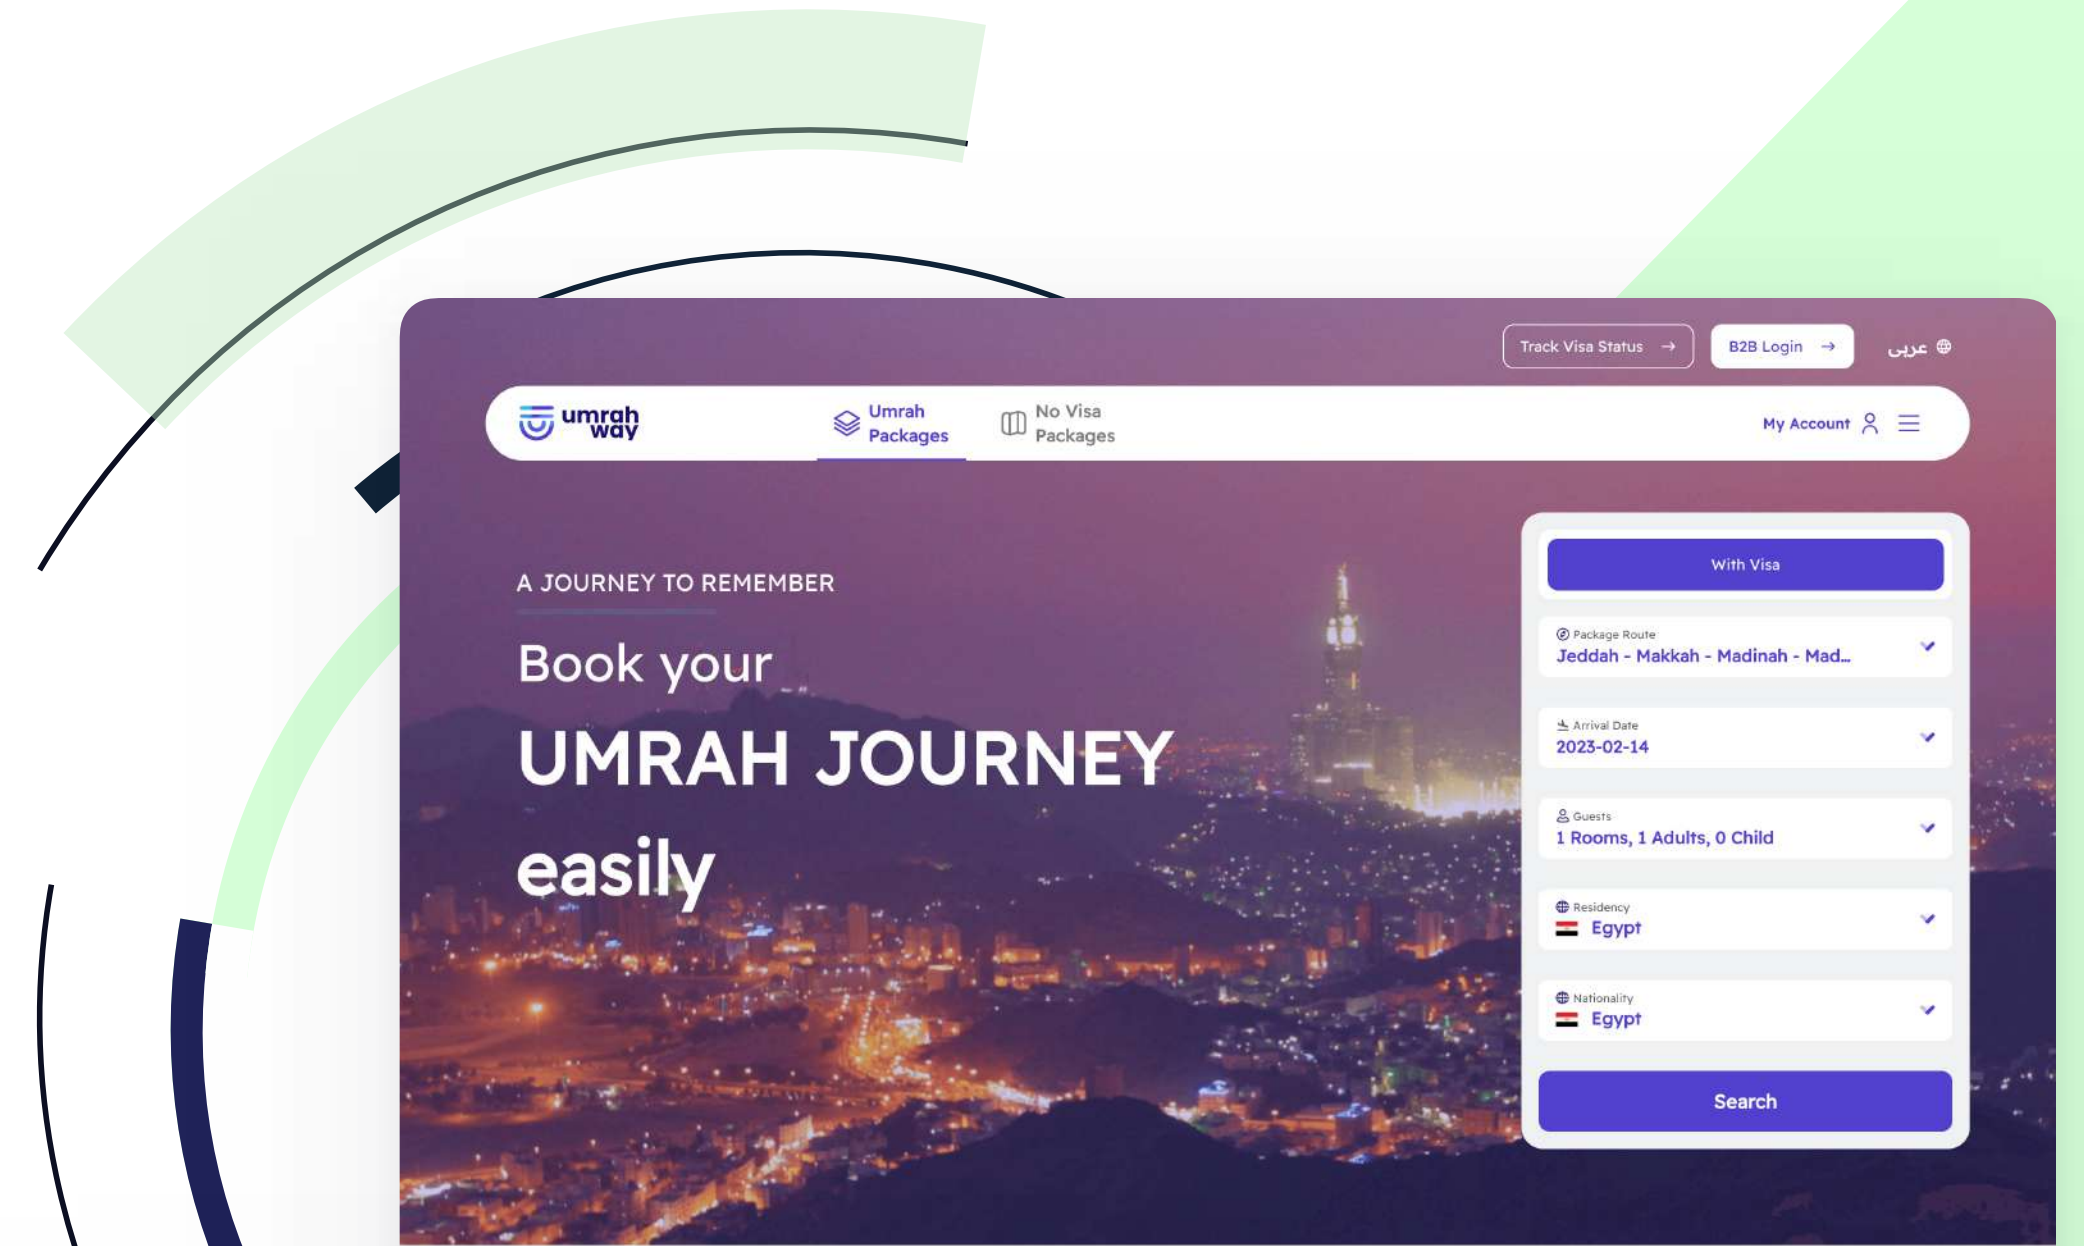 Track Visa Status →
B2B Login →
عربى
umrah
way
Umrah
Packages
No Visa
Packages
My Account
A JOURNEY TO REMEMBER
Book your
UMRAH JOURNEY
easily
With Visa
Package Route
Jeddah - Makkah - Madinah - Mad...
Arrival Date
2023-02-14
Guests
1 Rooms, 1 Adults, 0 Child
Residency
Egypt
Nationality
Egypt
Search